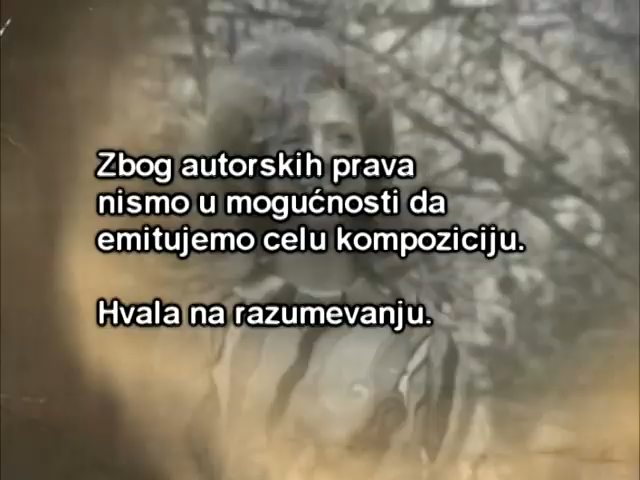 Zbog autorskih prava
nismo u mogućnosti da
emitujemo celu kompoziciju.
Hvala na razumevanju.